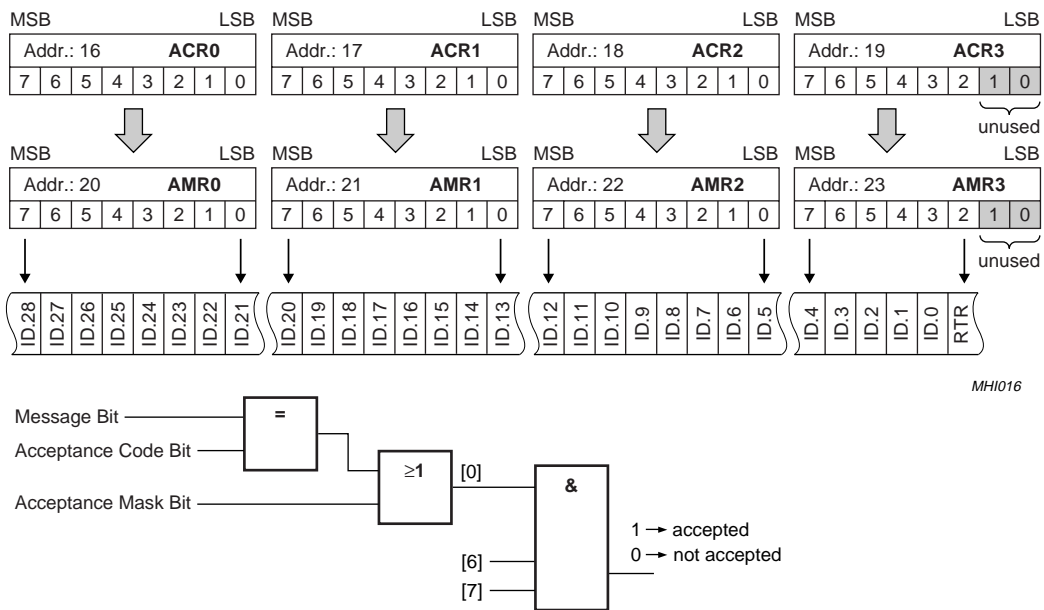 MSB LSB MSB LSB MSB LSB MSB LSB
Addr.: 16 ACR0 Addr.: 17 ACR1 Addr.: 18 ACR2 Addr.: 19 ACR3
7 6 5 4 3 2 1 0 7 6 5 4 3 2 1 0 7 6 5 4 3 2 1 0 7 6 5 4 3 2 1 0
unused
MSB LSB MSB LSB MSB LSB MSB LSB
Addr.: 20 AMR0 Addr.: 21 AMR1 Addr.: 22 AMR2 Addr.: 23 AMR3
7 6 5 4 3 2 1 0 7 6 5 4 3 2 1 0 7 6 5 4 3 2 1 0 7 6 5 4 3 2 1 0
unused
ID.28 ID.27 ID.26 ID.25 ID.24 ID.23 ID.22 ID.21 ID.20 ID.19 ID.18 ID.17 ID.16 ID.15 ID.14 ID.13 ID.12 ID.11 ID.10 ID.9 ID.8 ID.7 ID.6 ID.5 ID.4 ID.3 ID.2 ID.1 ID.0 RTR
MHI016
Message Bit =
Acceptance Code Bit
≥1 [0] &
Acceptance Mask Bit
1 → accepted
0 → not accepted
[6]
[7]